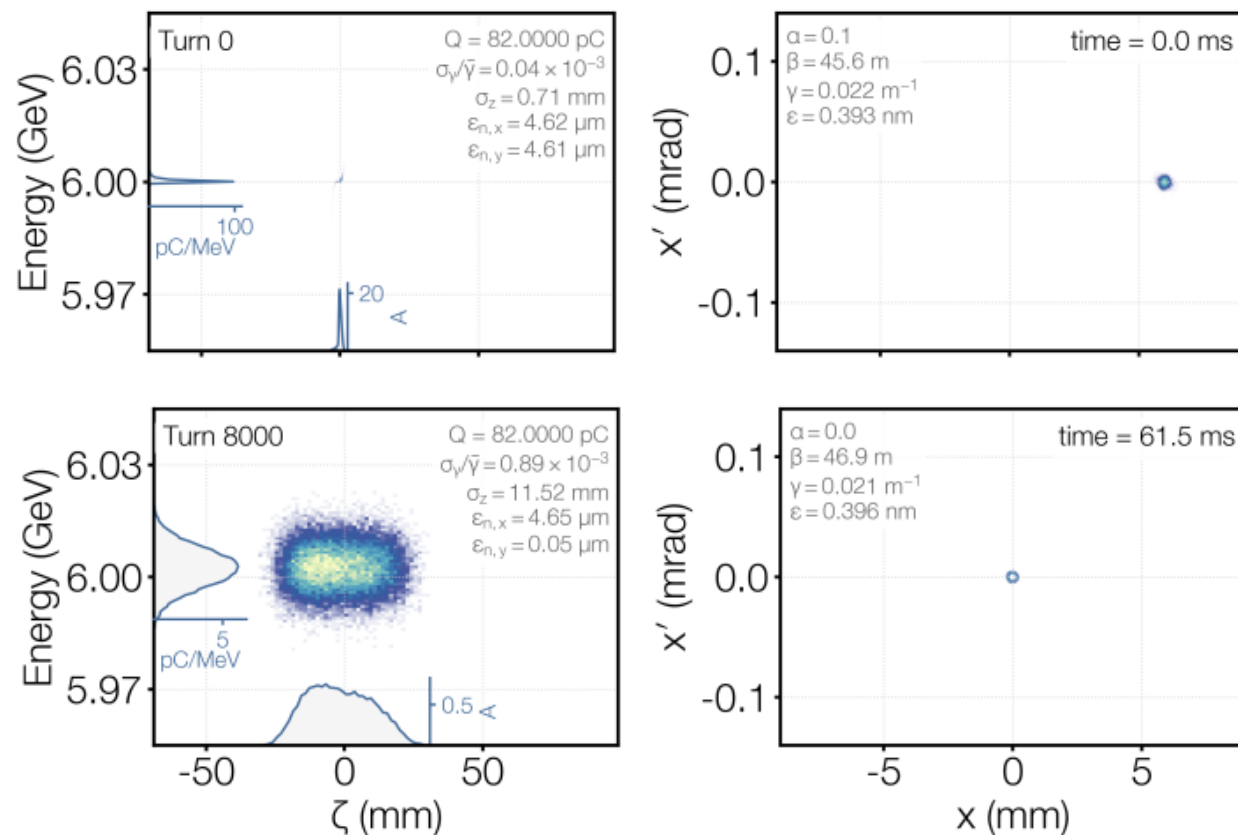 Turn 0
Q = 82.0000 pC
σγ/γ̄ = 0.04 × 10⁻³
σz = 0.71 mm
εn,x = 4.62 μm
εn,y = 4.61 μm
Energy (GeV)
6.03
6.00
5.97
100
pC/MeV
20
A
α = 0.1
β = 45.6 m
γ = 0.022 m⁻¹
ε = 0.393 nm
time = 0.0 ms
x′ (mrad)
0.1
0.0
-0.1
-5
0
5
Turn 8000
Q = 82.0000 pC
σγ/γ̄ = 0.89 × 10⁻³
σz = 11.52 mm
εn,x = 4.65 μm
εn,y = 0.05 μm
Energy (GeV)
6.03
6.00
5.97
5
pC/MeV
0.5
A
-50
0
50
ζ (mm)
α = 0.0
β = 46.9 m
γ = 0.021 m⁻¹
ε = 0.396 nm
time = 61.5 ms
x′ (mrad)
0.1
0.0
-0.1
-5
0
5
x (mm)